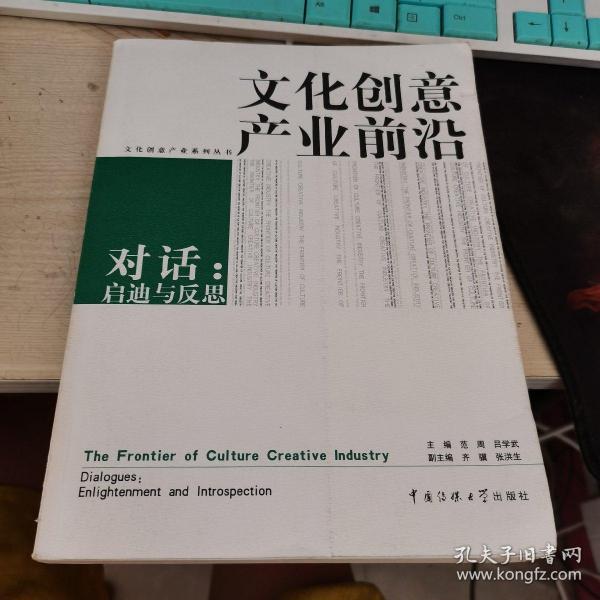 Alt
Ctrl
文化创意
产业前沿
文化创意产业系列丛书
对话：
启迪与反思
主编 范周 吕学武
副主编 齐骥 张洪生
The Frontier of Culture Creative Industry
Dialogues:
Enlightenment and Introspection
中国传媒大学出版社
孔夫子旧书网
www.kongfz.com